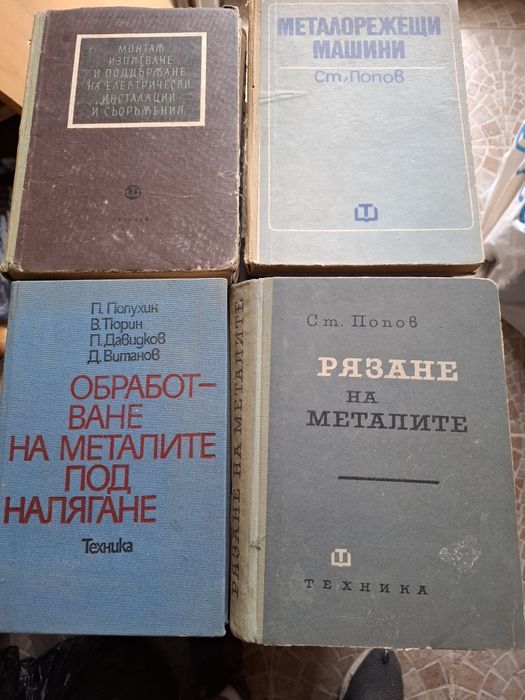 МОНТАЖ
ИЗПИТВАНЕ
И ПОДДЪРЖАНЕ
НА ЕЛЕКТРИЧЕСКИ
ИНСТАЛАЦИИ
И СЪОРЪЖЕНИЯ
ТЕХНИКА
МЕТАЛОРЕЖЕЩИ
МАШИНИ
Ст. Попов
П. Полухин
В. Тюрин
П. Давидков
Д. Витанов
ОБРАБОТ-
ВАНЕ
НА МЕТАЛИТЕ
ПОД
НАЛЯГАНЕ
Техника
РЯЗАНЕ НА МЕТАЛИТЕ
Ст. Попов
РЯЗАНЕ
НА
МЕТАЛИТЕ
ТЕХНИКА